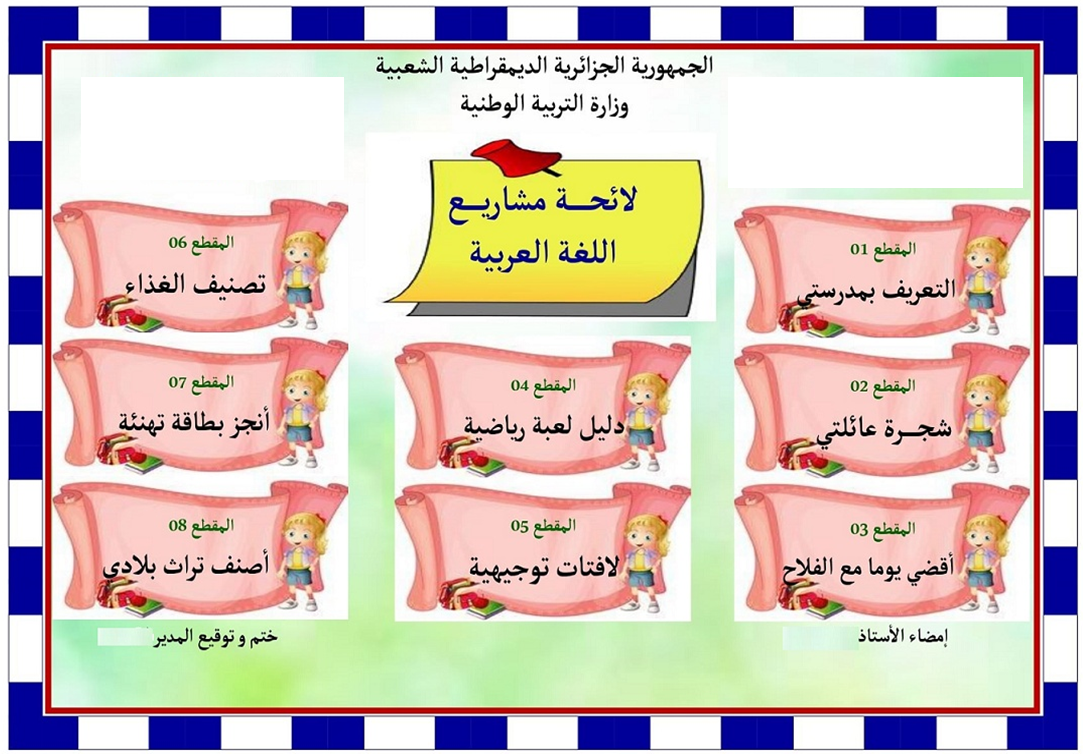 الجمهورية الجزائرية الديمقراطية الشعبية
وزارة التربية الوطنية
لائحــة مشاريــع
اللغة العربية
المقطع 01
التعريف بمدرستي
المقطع 02
شجــرة عائلتي
المقطع 03
أقضي يوما مع الفلاح
المقطع 04
دليل لعبة رياضية
المقطع 05
لافتات توجيهية
المقطع 06
تصنيف الغذاء
المقطع 07
أنجز بطاقة تهنئة
المقطع 08
أصنف تراث بلادي
إمضاء الأستاذ
ختم و توقيع المدير